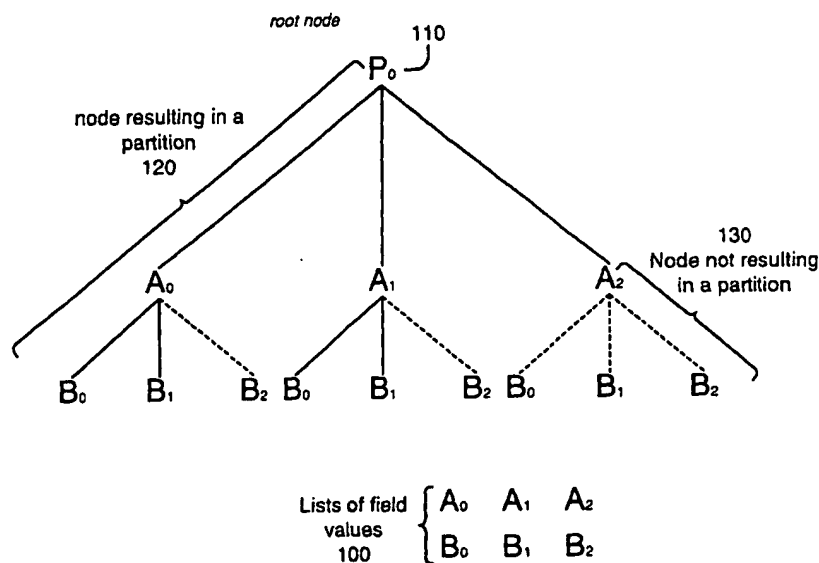 root node
110
P₀
node resulting in a
partition
120
130
Node not resulting
in a partition
A₀ A₁ A₂
B₀ B₁ B₂ B₀ B₁ B₂ B₀ B₁ B₂
Lists of field
values
100
A₀ A₁ A₂
B₀ B₁ B₂